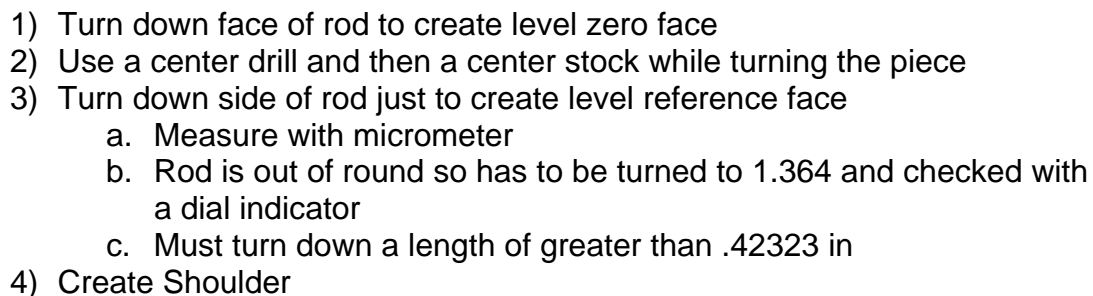 1) Turn down face of rod to create level zero face
2) Use a center drill and then a center stock while turning the piece
3) Turn down side of rod just to create level reference face
a. Measure with micrometer
b. Rod is out of round so has to be turned to 1.364 and checked with
a dial indicator
c. Must turn down a length of greater than .42323 in
4) Create Shoulder